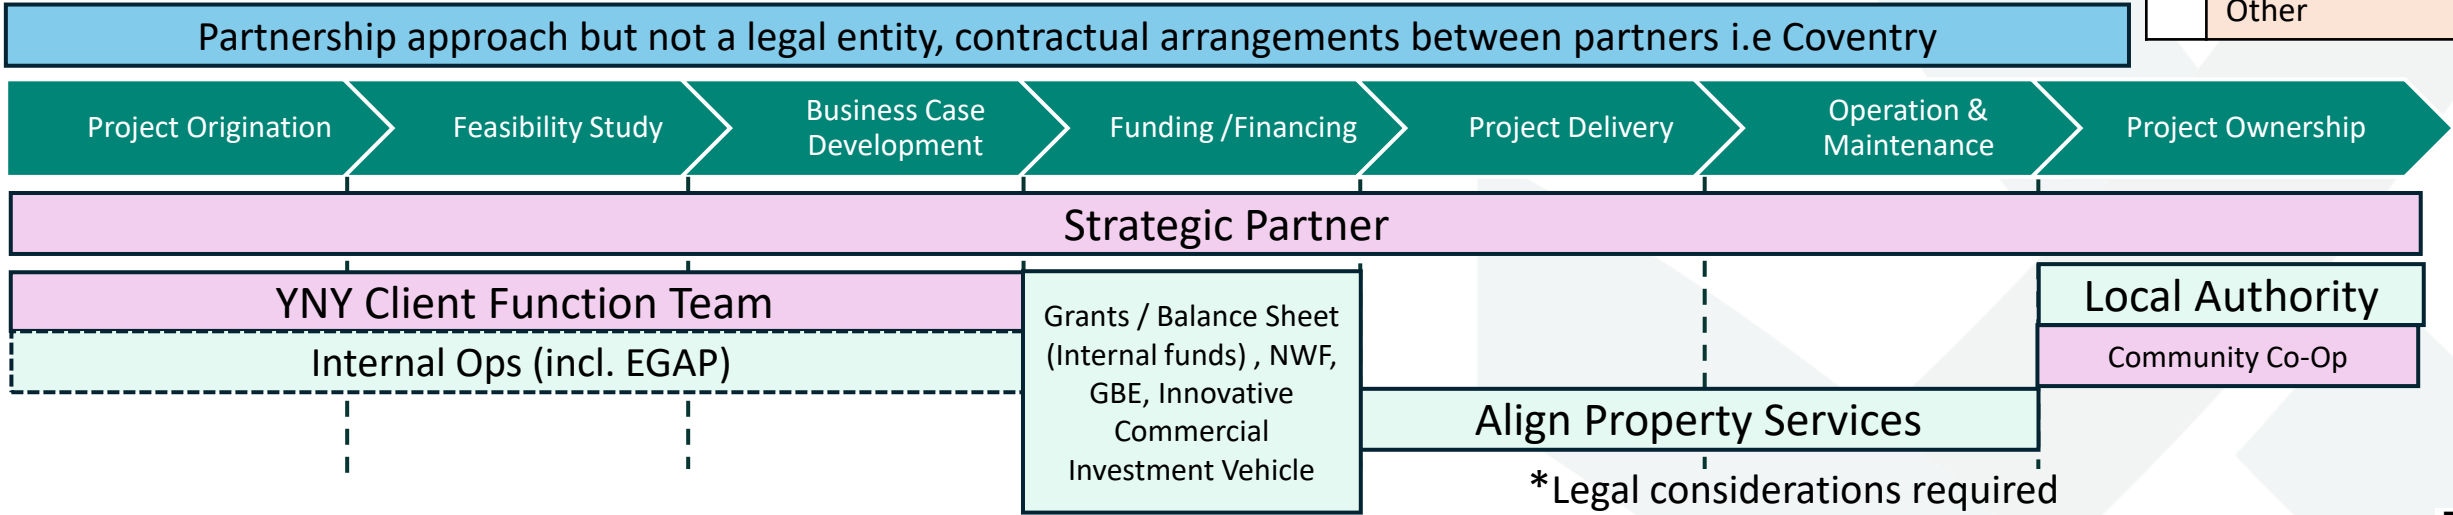 Other
Partnership approach but not a legal entity, contractual arrangements between partners i.e Coventry
Project Origination
Feasibility Study
Business Case
Development
Funding /Financing
Project Delivery
Operation &
Maintenance
Project Ownership
Strategic Partner
YNY Client Function Team
Internal Ops (incl. EGAP)
Grants / Balance Sheet
(Internal funds) , NWF,
GBE, Innovative
Commercial
Investment Vehicle
Local Authority
Community Co-Op
Align Property Services
*Legal considerations required